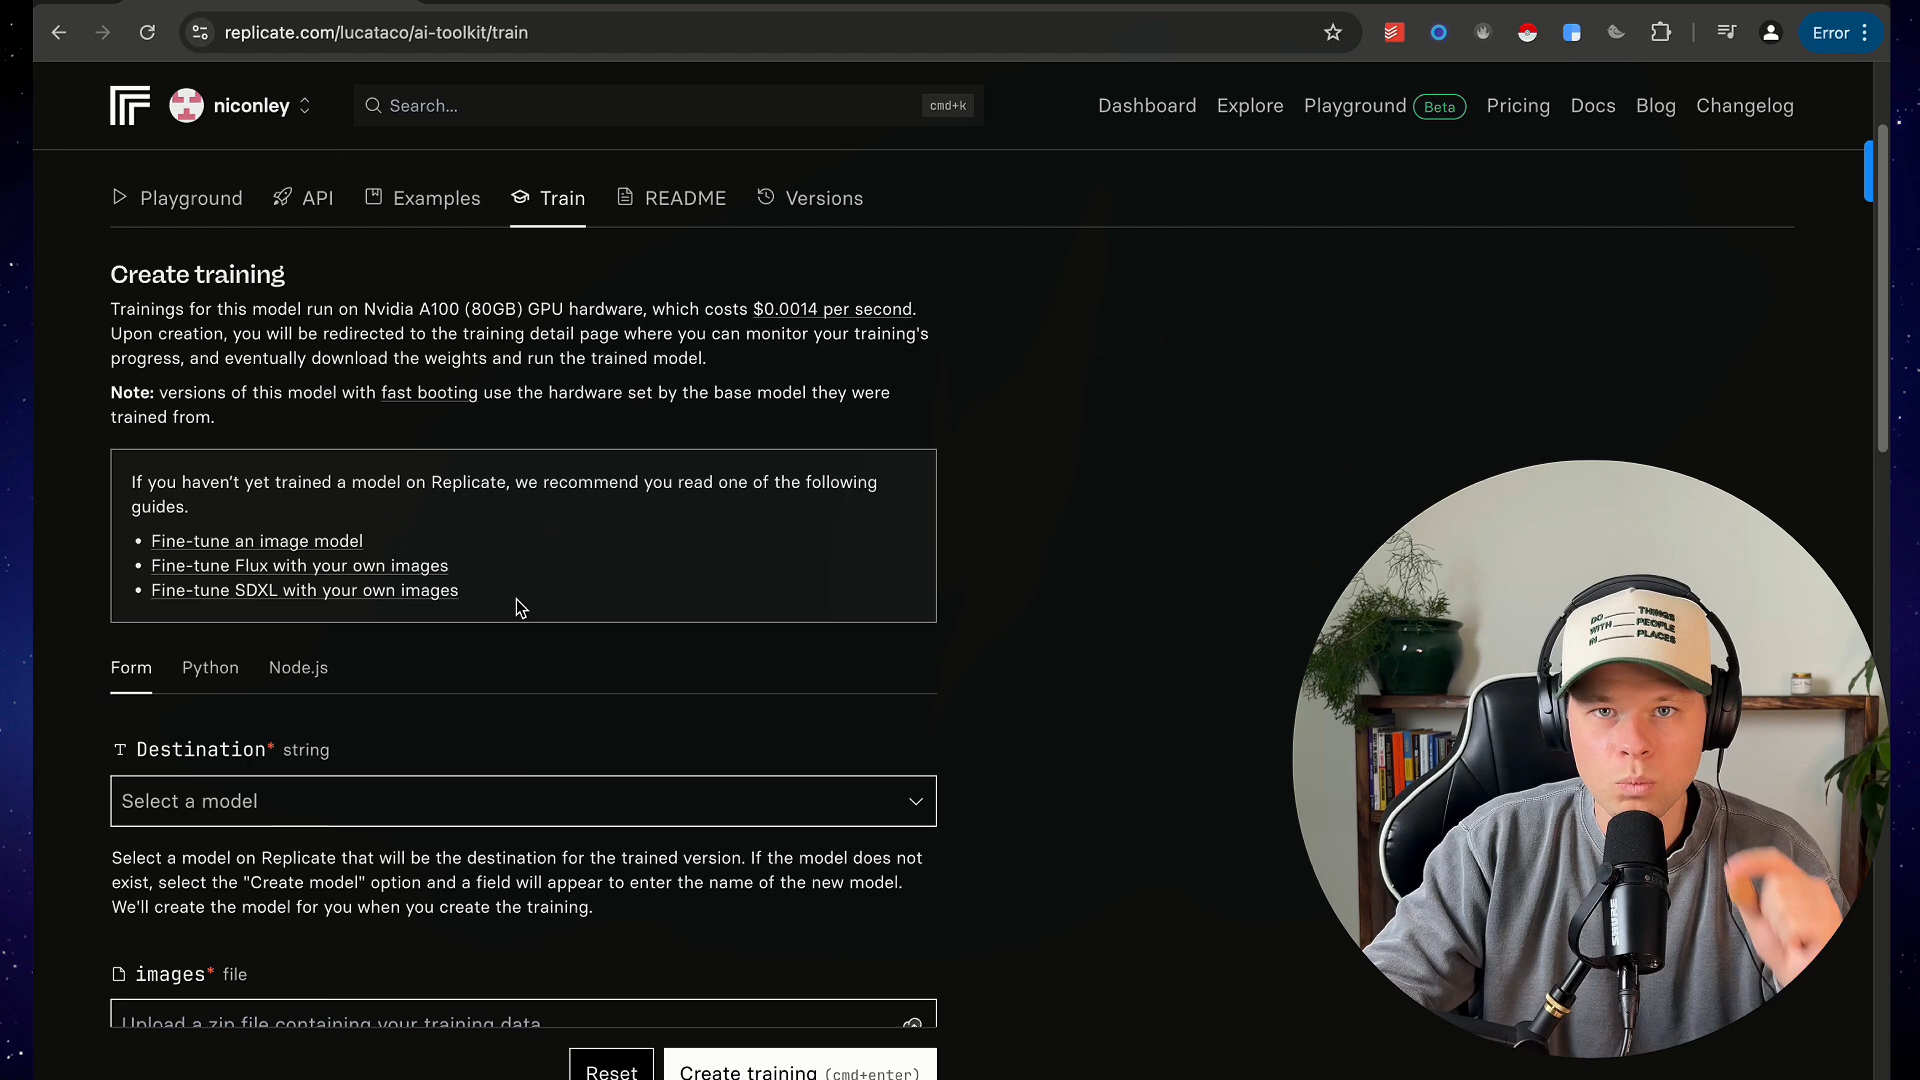 replicate.com/lucataco/ai-toolkit/train
Error
niconley
Search...
cmd+k
Dashboard
Explore
Playground
Beta
Pricing
Docs
Blog
Changelog
Playground
API
Examples
Train
README
Versions
Create training
Trainings for this model run on Nvidia A100 (80GB) GPU hardware, which costs $0.0014 per second.
Upon creation, you will be redirected to the training detail page where you can monitor your training's
progress, and eventually download the weights and run the trained model.
Note: versions of this model with fast booting use the hardware set by the base model they were
trained from.
If you haven't yet trained a model on Replicate, we recommend you read one of the following
guides.
• Fine-tune an image model
• Fine-tune Flux with your own images
• Fine-tune SDXL with your own images
Form
Python
Node.js
Destination* string
Select a model
Select a model on Replicate that will be the destination for the trained version. If the model does not
exist, select the "Create model" option and a field will appear to enter the name of the new model.
We'll create the model for you when you create the training.
images* file
Upload a zip file containing your training data
Reset
Create training (cmd+enter)
DO THINGS
WITH PEOPLE
IN PLACES
SHURE